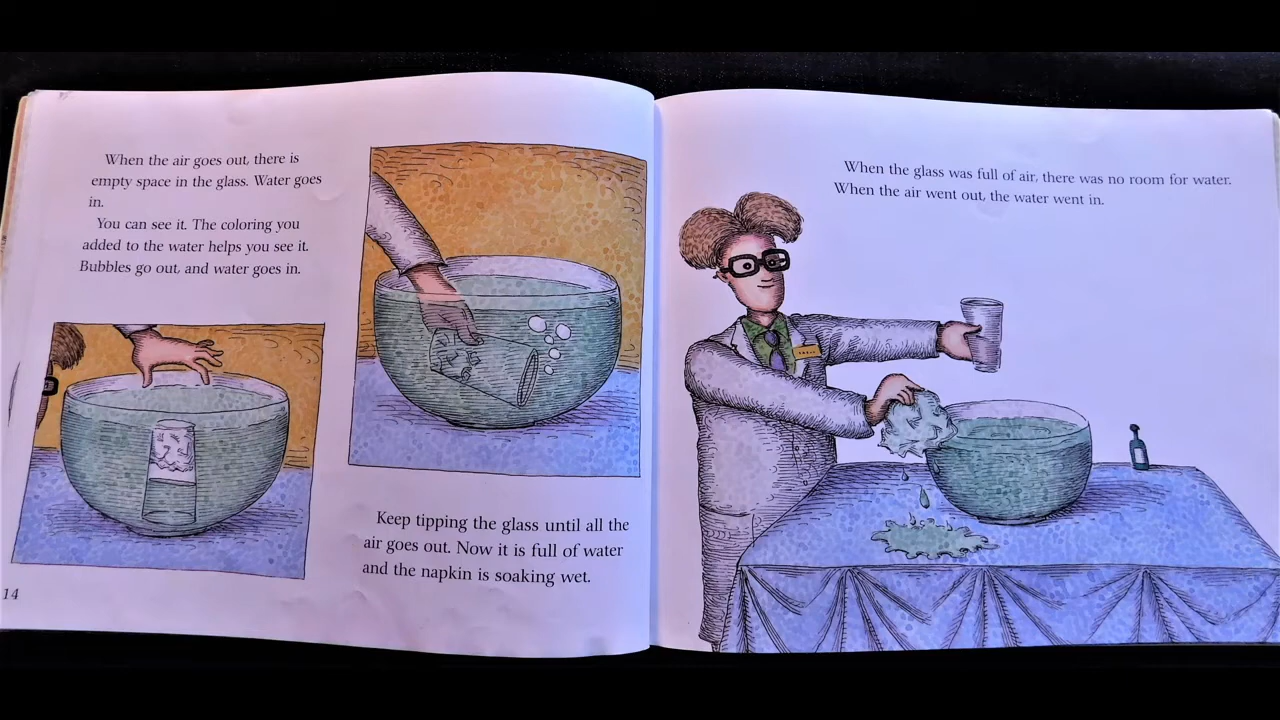 When the air goes out, there is
empty space in the glass. Water goes
in.
You can see it. The coloring you
added to the water helps you see it.
Bubbles go out, and water goes in.
Keep tipping the glass until all the
air goes out. Now it is full of water
and the napkin is soaking wet.
14
When the glass was full of air, there was no room for water.
When the air went out, the water went in.